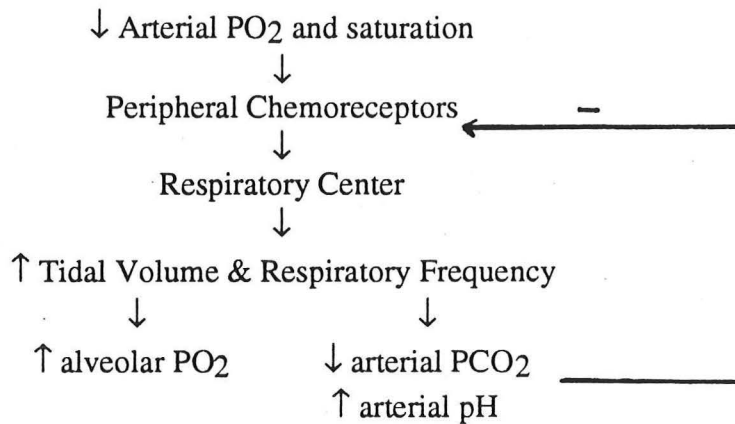 ↓ Arterial PO2 and saturation
↓
Peripheral Chemoreceptors –
↓
Respiratory Center
↓
↑ Tidal Volume & Respiratory Frequency
↓ ↓
↑ alveolar PO2 ↓ arterial PCO2
↑ arterial pH